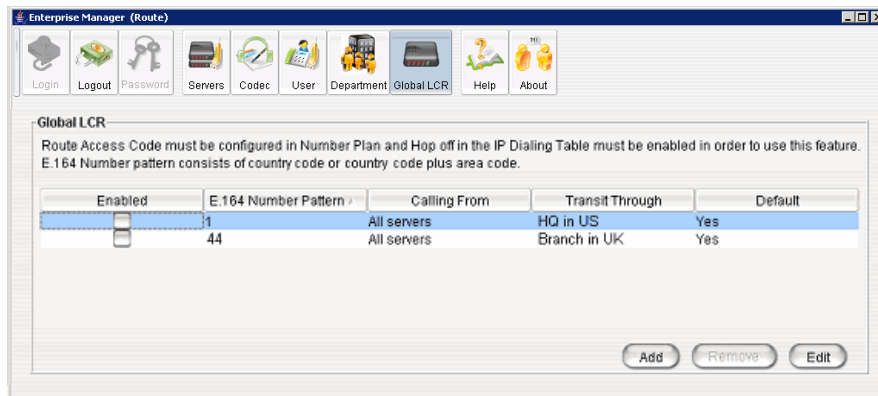 Enterprise Manager (Route)
Login Logout Password Servers Codec User Department Global LCR Help About
Global LCR
Route Access Code must be configured in Number Plan and Hop off in the IP Dialing Table must be enabled in order to use this feature.
E.164 Number pattern consists of country code or country code plus area code.
Enabled E.164 Number Pattern Calling From Transit Through Default
1 All servers HQ in US Yes
44 All servers Branch in UK Yes
Add Remove Edit